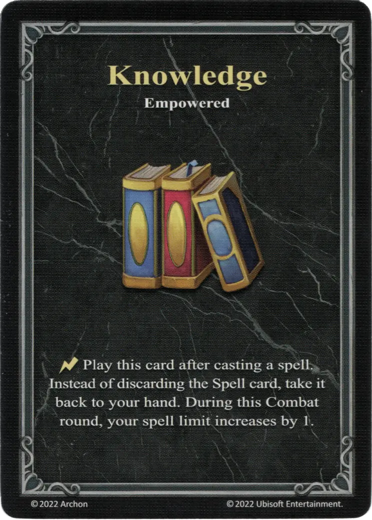 Knowledge
Empowered
Play this card after casting a spell.
Instead of discarding the Spell card, take it
back to your hand. During this Combat
round, your spell limit increases by 1.
©2022 Archon
©2022 Ubisoft Entertainment.